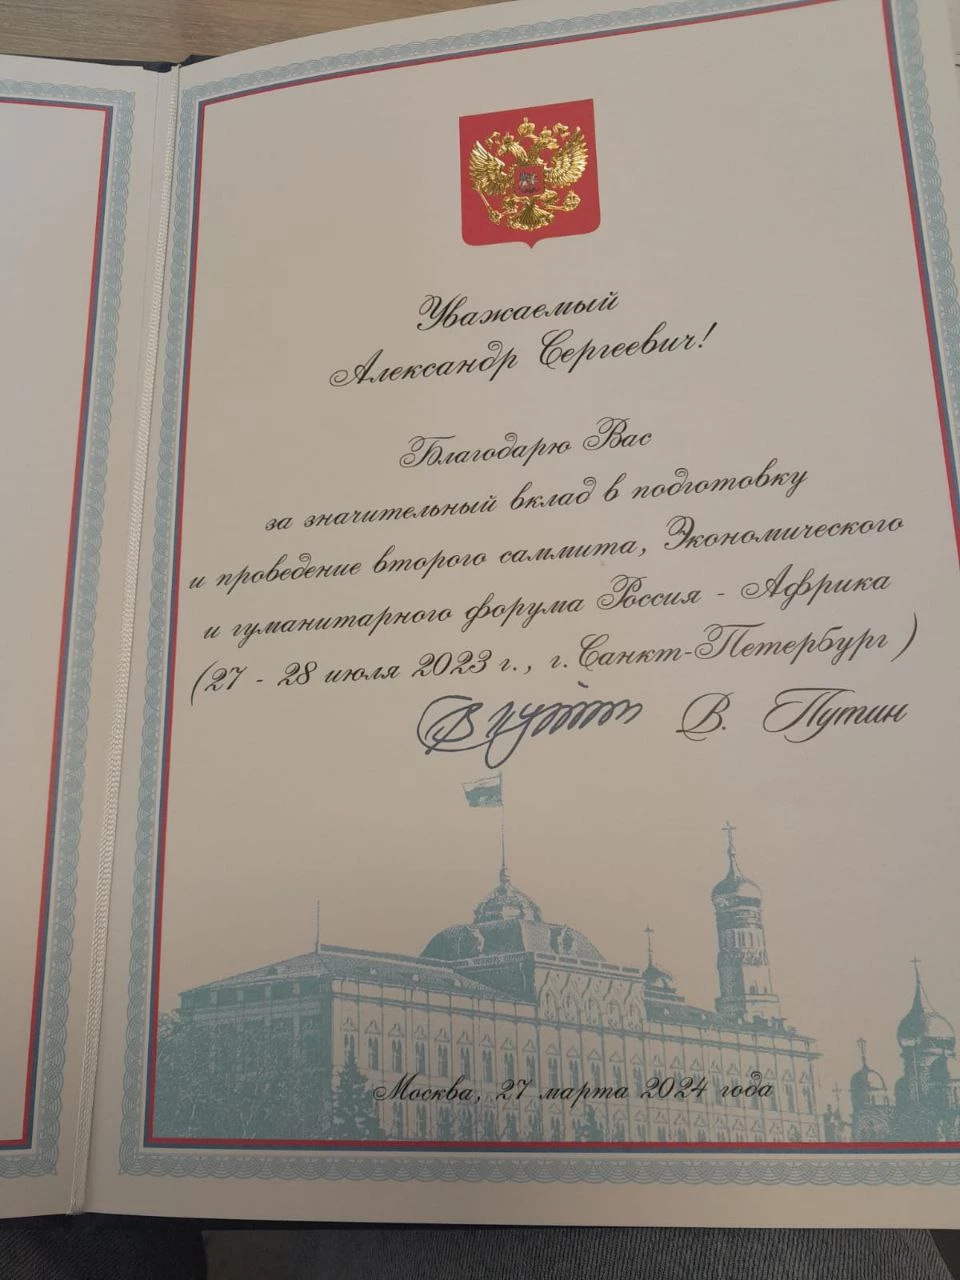 Уважаемый
Александр Сергеевич!
Благодарю Вас
за значительный вклад в подготовку
и проведение второго саммита, Экономического
и гуманитарного форума Россия - Африка
(27 - 28 июля 2023 г., г. Санкт-Петербург )
В. Путин
Москва, 27 марта 2024 года